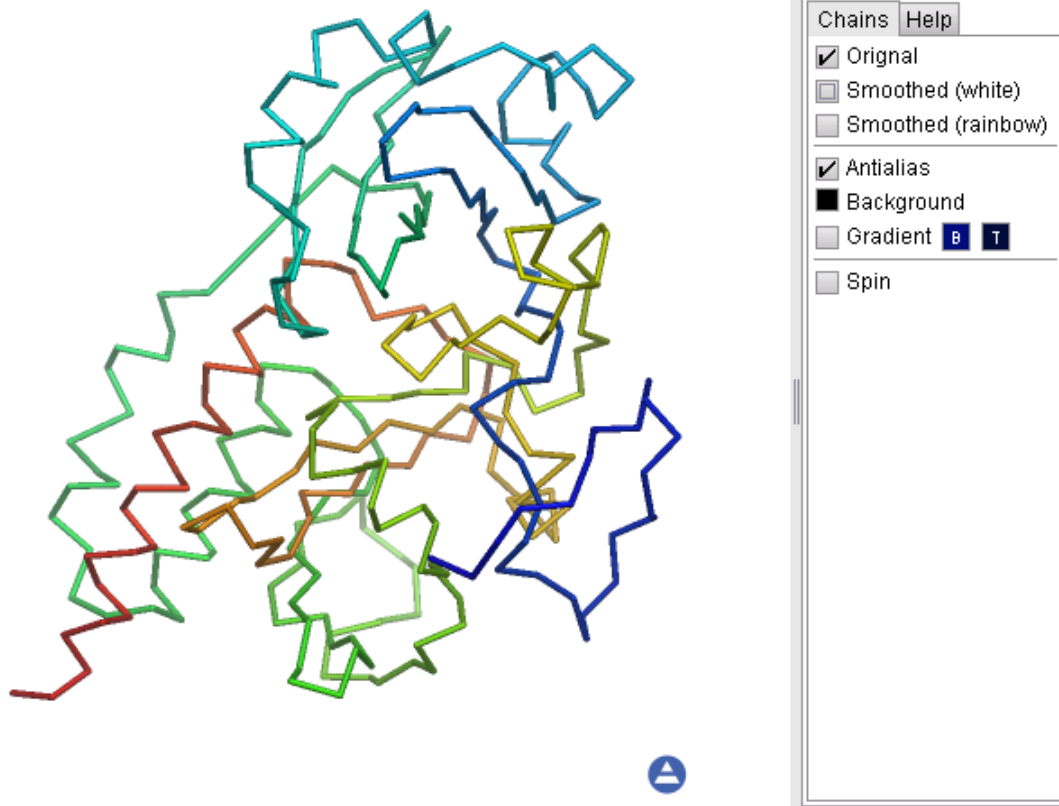 Chains Help
Orignal
Smoothed (white)
Smoothed (rainbow)
Antialias
Background
Gradient B T
Spin